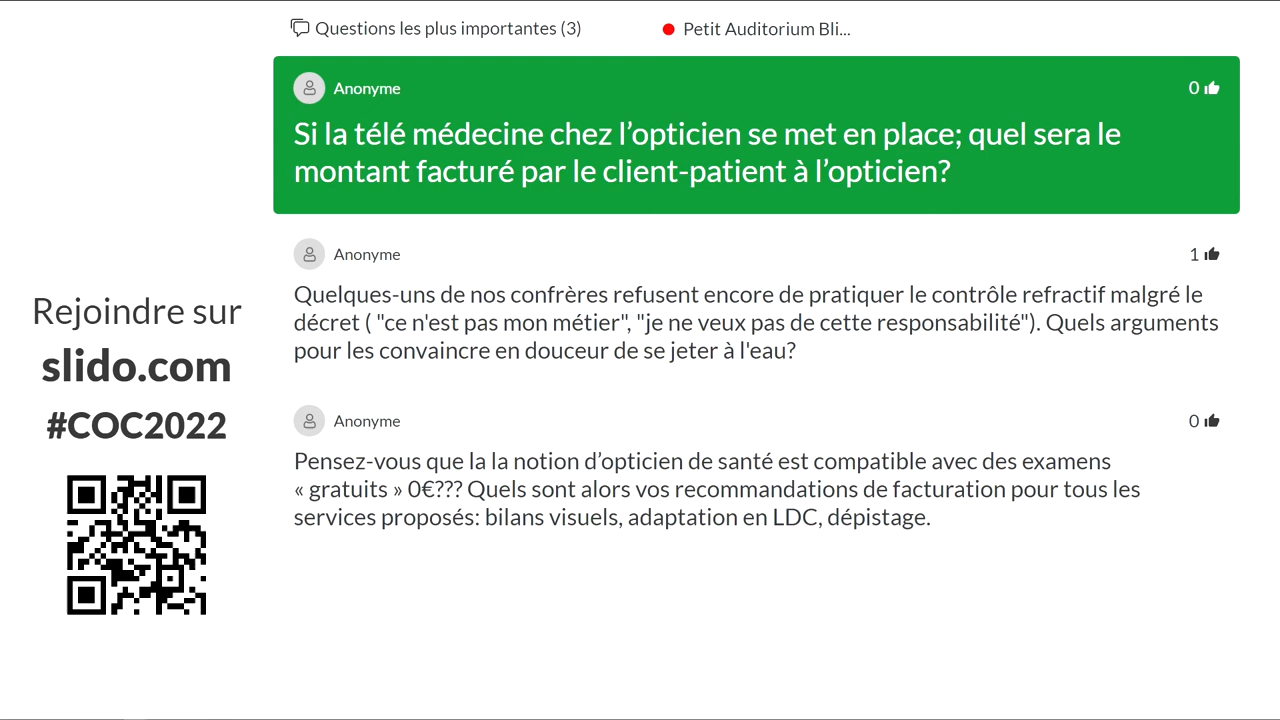 Questions les plus importantes (3)
Petit Auditorium Bli...
Anonyme
0
Si la télé médecine chez l’opticien se met en place; quel sera le
montant facturé par le client-patient à l’opticien?
Anonyme
1
Quelques-uns de nos confrères refusent encore de pratiquer le contrôle refractif malgré le
décret ( "ce n'est pas mon métier", "je ne veux pas de cette responsabilité"). Quels arguments
pour les convaincre en douceur de se jeter à l'eau?
Anonyme
0
Pensez-vous que la la notion d’opticien de santé est compatible avec des examens
« gratuits » 0€??? Quels sont alors vos recommandations de facturation pour tous les
services proposés: bilans visuels, adaptation en LDC, dépistage.
Rejoindre sur
slido.com
#COC2022